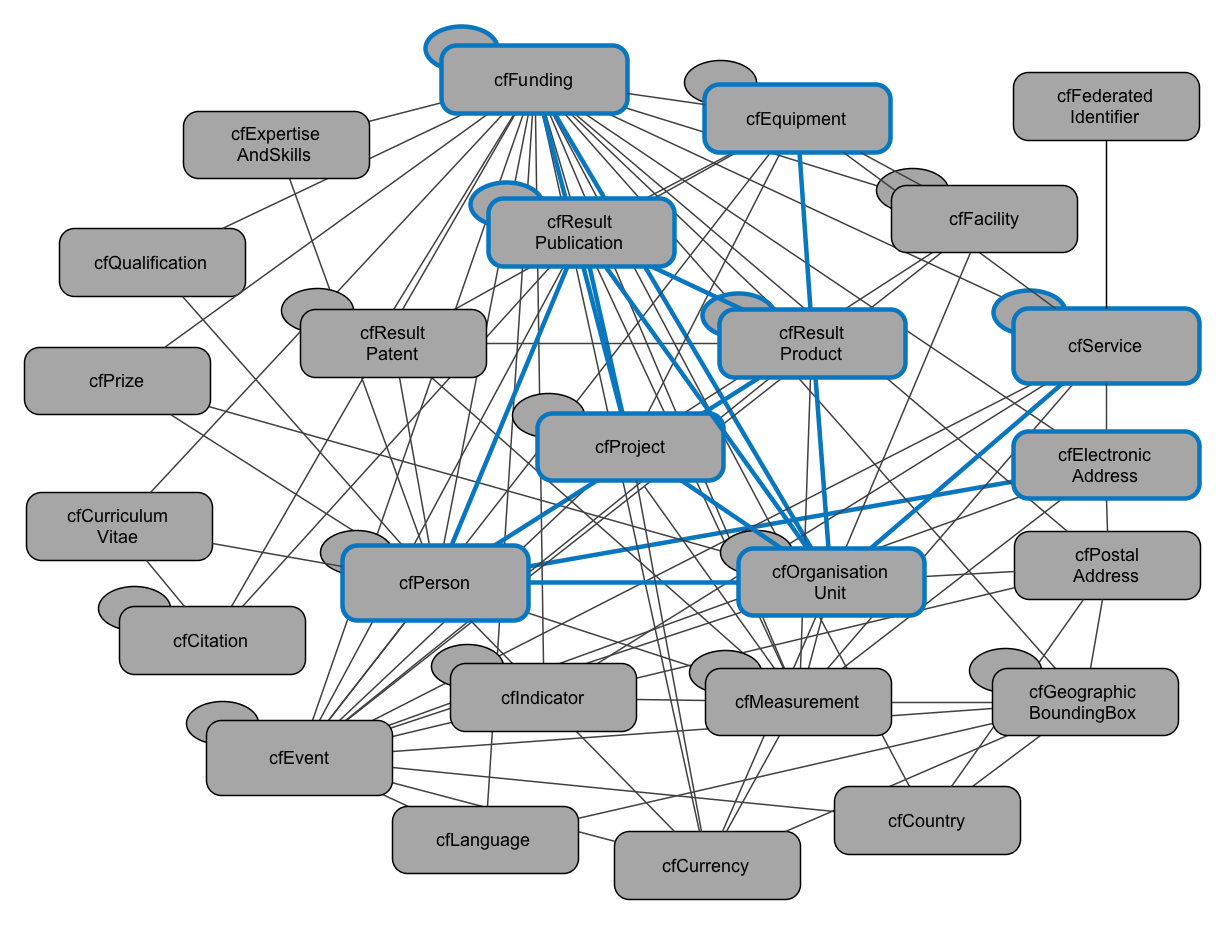 cfFunding
cfFederated
Identifier
cfEquipment
cfExpertise
AndSkills
cfResult
Publication
cfFacility
cfQualification
cfResult
Patent
cfResult
Product
cfService
cfPrize
cfProject
cfElectronic
Address
cfCurriculum
Vitae
cfPostal
Address
cfPerson
cfOrganisation
Unit
cfCitation
cfIndicator
cfMeasurement
cfGeographic
BoundingBox
cfEvent
cfLanguage
cfCountry
cfCurrency